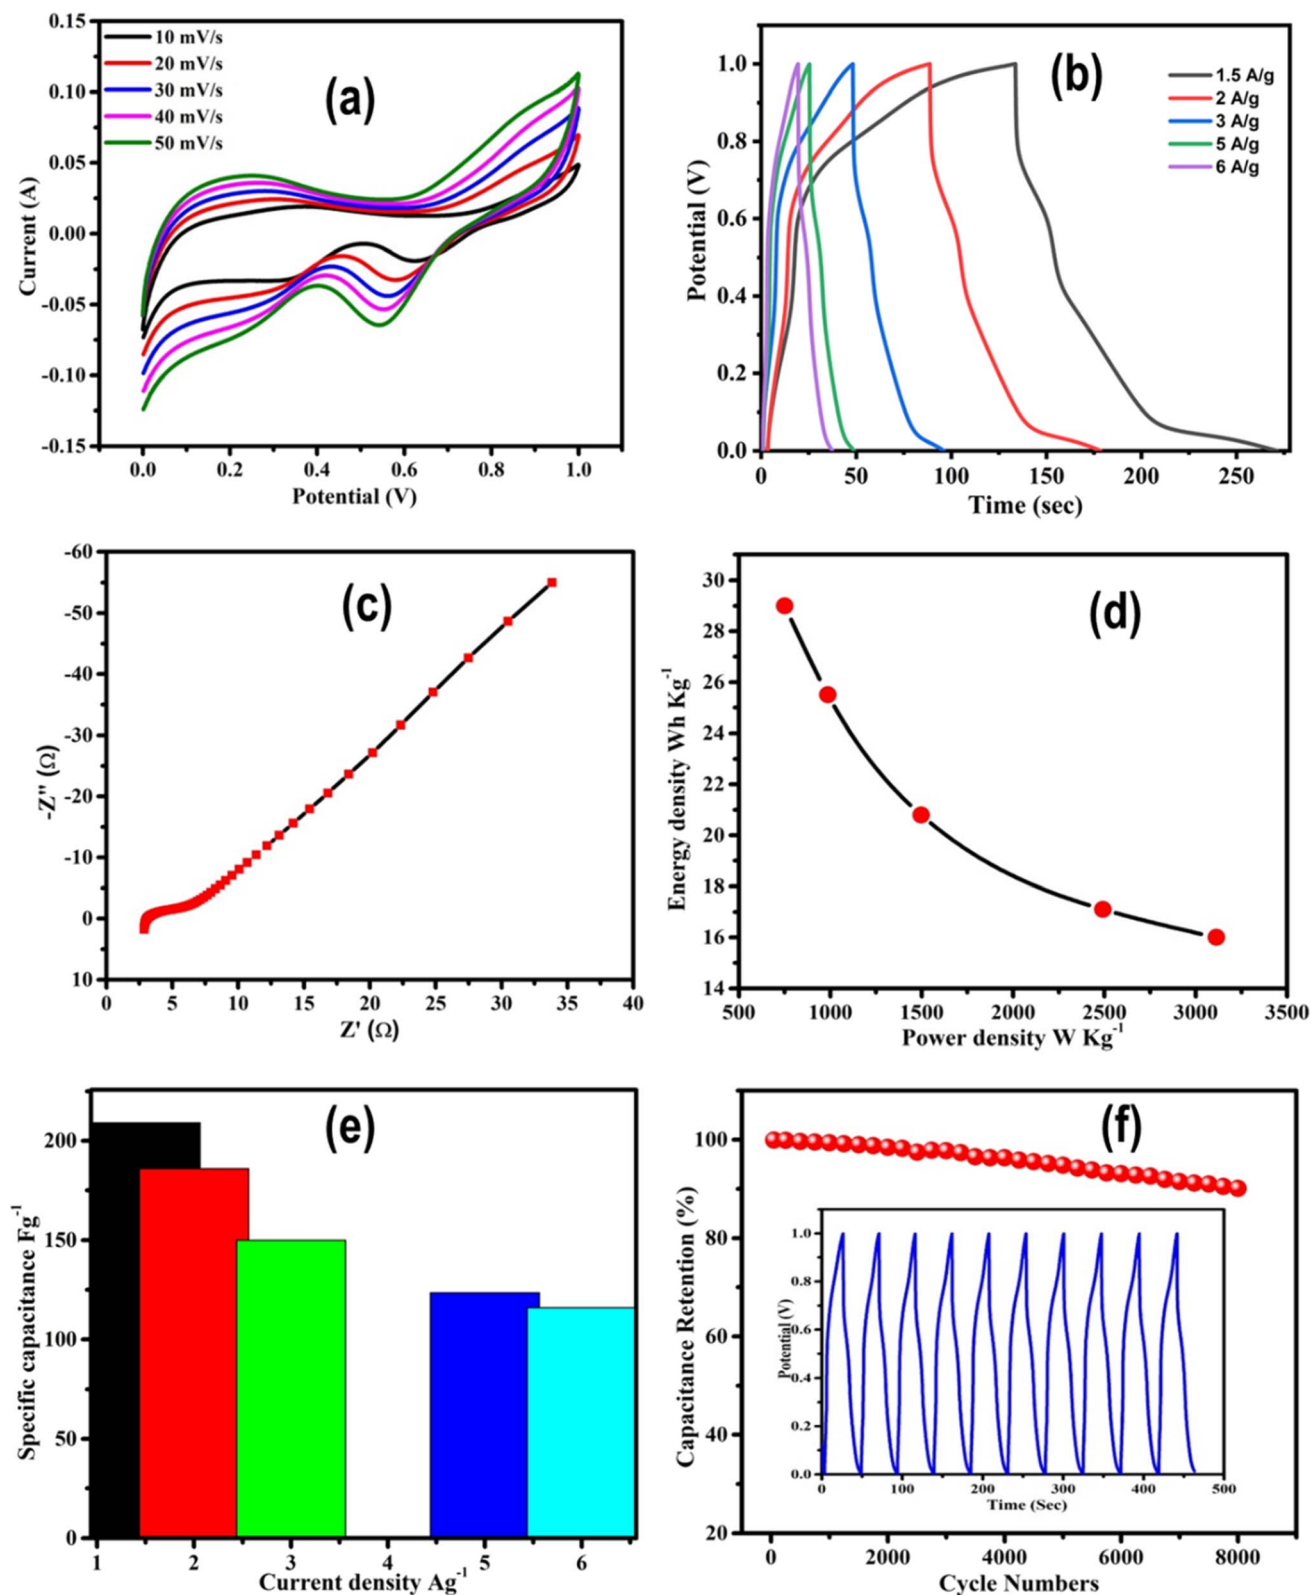 (a)
10 mV/s
20 mV/s
30 mV/s
40 mV/s
50 mV/s
0.15
0.10
0.05
0.00
-0.05
-0.10
-0.15
Current (A)
0.0 0.2 0.4 0.6 0.8 1.0
Potential (V)
(b)
1.5 A/g
2 A/g
3 A/g
5 A/g
6 A/g
1.0
0.8
0.6
0.4
0.2
0.0
Potential (V)
0 50 100 150 200 250
Time (sec)
(c)
-60
-50
-40
-30
-20
-10
0
10
-Z'' (Ω)
0 5 10 15 20 25 30 35 40
Z' (Ω)
(d)
30
28
26
24
22
20
18
16
14
Energy density Wh Kg-1
500 1000 1500 2000 2500 3000 3500
Power density W Kg-1
(e)
200
150
100
50
0
Specific capacitance Fg-1
1 2 3 4 5 6
Current density Ag-1
(f)
100
80
60
40
20
Capacitance Retention (%)
1.0
0.8
0.6
0.4
0.2
0.0
Potential (V)
0 100 200 300 400 500
Time (Sec)
0 2000 4000 6000 8000
Cycle Numbers